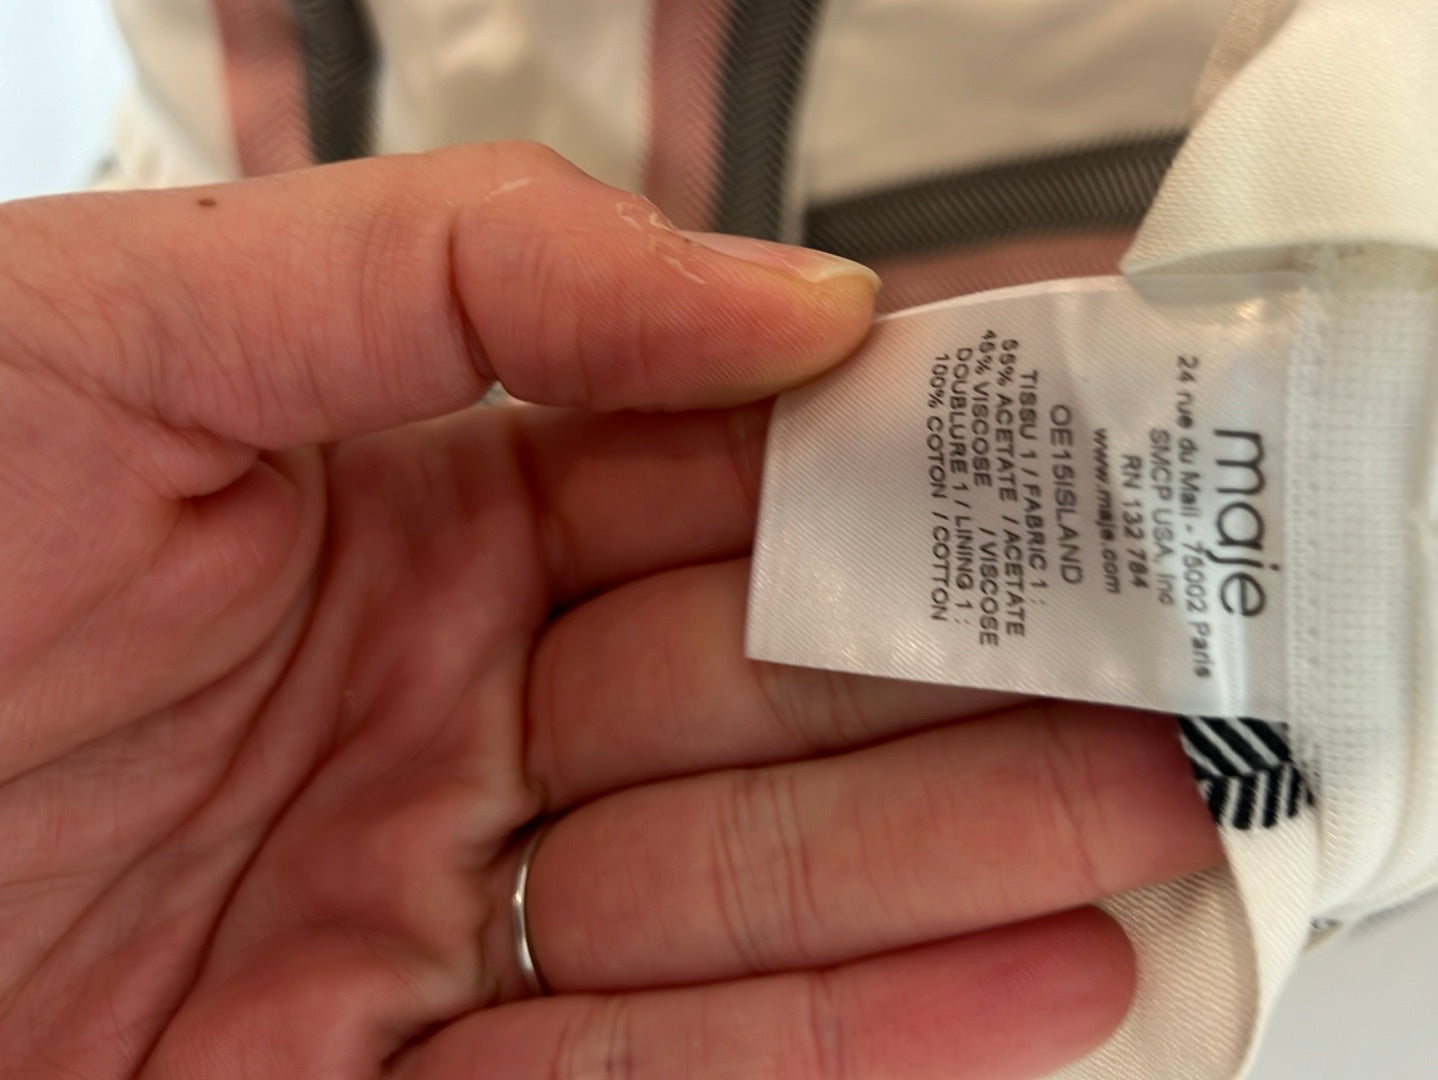 maje
24 rue du Mail - 75002 Paris
SMCP USA, Inc
RN 132 784
www.maje.com
OE15ISLAND
TISSU 1 / FABRIC 1 :
55% ACETATE / ACETATE
45% VISCOSE / VISCOSE
DOUBLURE 1 / LINING 1 :
100% COTON / COTTON